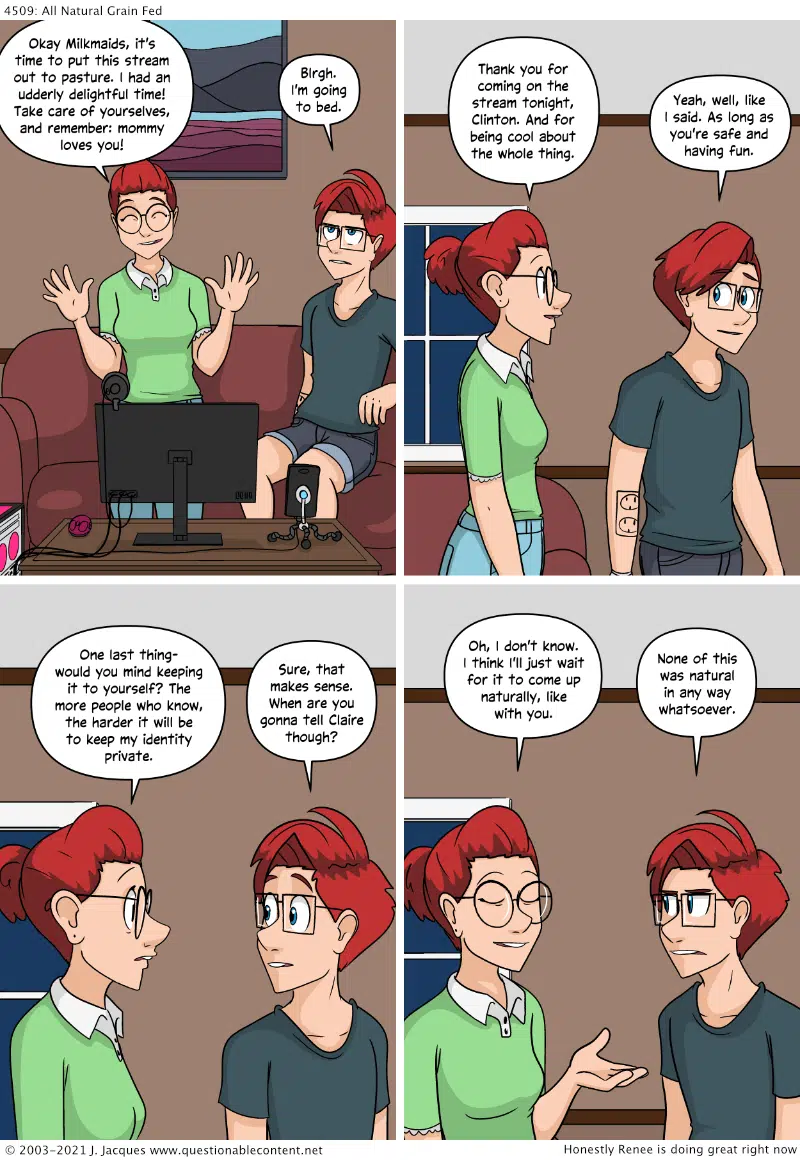 4509: All Natural Grain Fed
Okay Milkmaids, it's
time to put this stream
out to pasture. I had an
udderly delightful time!
Take care of yourselves,
and remember: mommy
loves you!
Blrgh.
I'm going
to bed.
Thank you for
coming on the
stream tonight,
Clinton. And for
being cool about
the whole thing.
Yeah, well, like
I said. As long as
you're safe and
having fun.
One last thing-
would you mind keeping
it to yourself? The
more people who know,
the harder it will be
to keep my identity
private.
Sure, that
makes sense.
When are you
gonna tell Claire
though?
Oh, I don't know.
I think I'll just wait
for it to come up
naturally, like
with you.
None of this
was natural
in any way
whatsoever.
© 2003-2021 J. Jacques www.questionablecontent.net
Honestly Renee is doing great right now